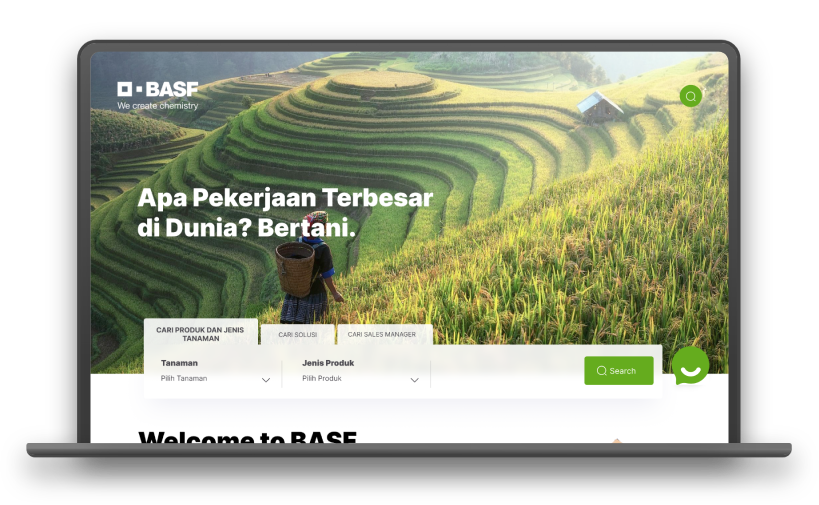 BASF
We create chemistry
Apa Pekerjaan Terbesar
di Dunia? Bertani.
CARI PRODUK DAN JENIS
TANAMAN
CARI SOLUSI
CARI SALES MANAGER
Tanaman
Pilih Tanaman
Jenis Produk
Pilih Produk
Search
Welcome to BASF